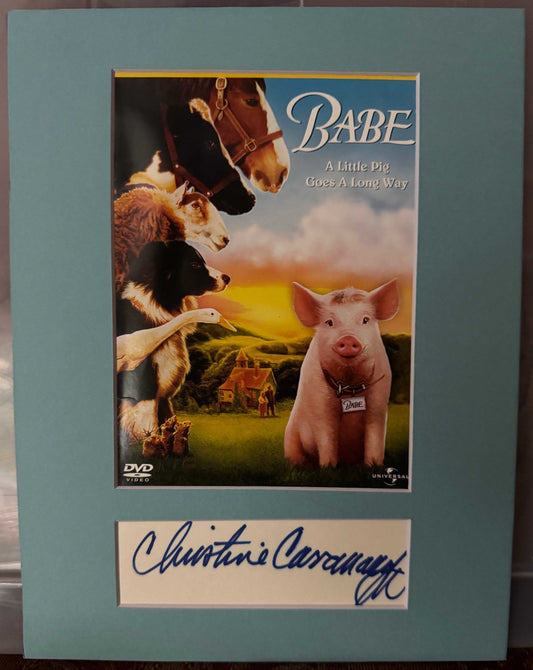 BABE
A Little Pig
Goes A Long Way
BABE
DVD
VIDEO
UNIVERSAL
Christine Cavanaugh